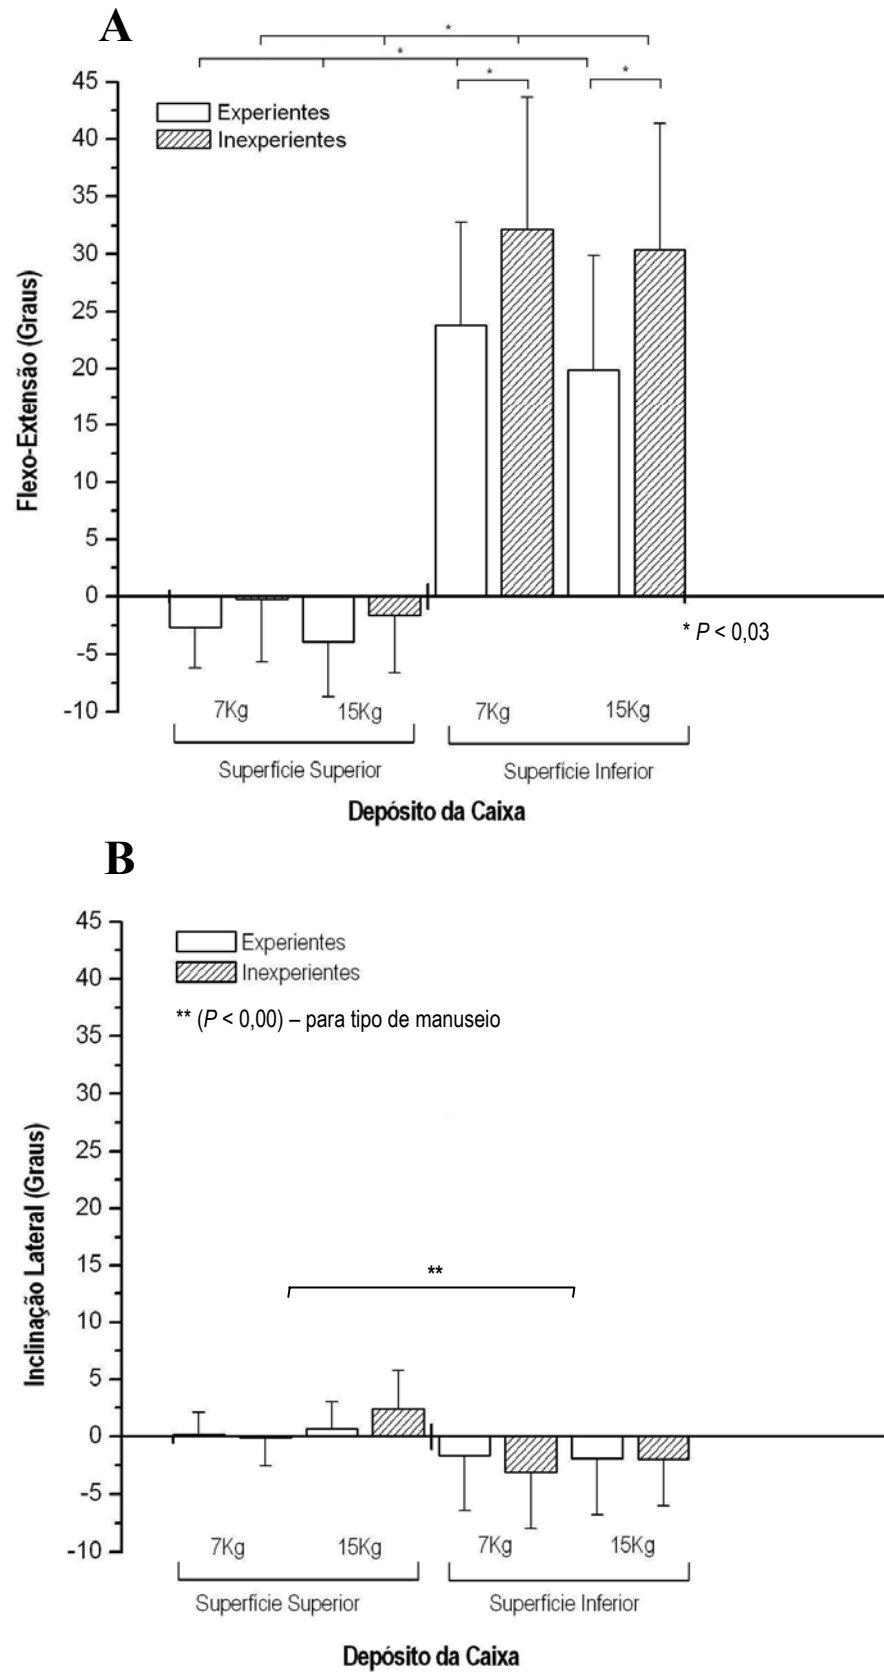 A
*
*
*
*
45
Experientes
40
Inexperientes
35
30
25
20
15
10
5
0
-5
-10
Flexo-Extensão (Graus)
* P < 0,03
7Kg 15Kg 7Kg 15Kg
Superfície Superior Superfície Inferior
Depósito da Caixa
B
45
Experientes
40
Inexperientes
** (P < 0,00) – para tipo de manuseio
35
30
25
20
15
**
10
5
0
-5
-10
Inclinação Lateral (Graus)
7Kg 15Kg 7Kg 15Kg
Superfície Superior Superfície Inferior
Depósito da Caixa